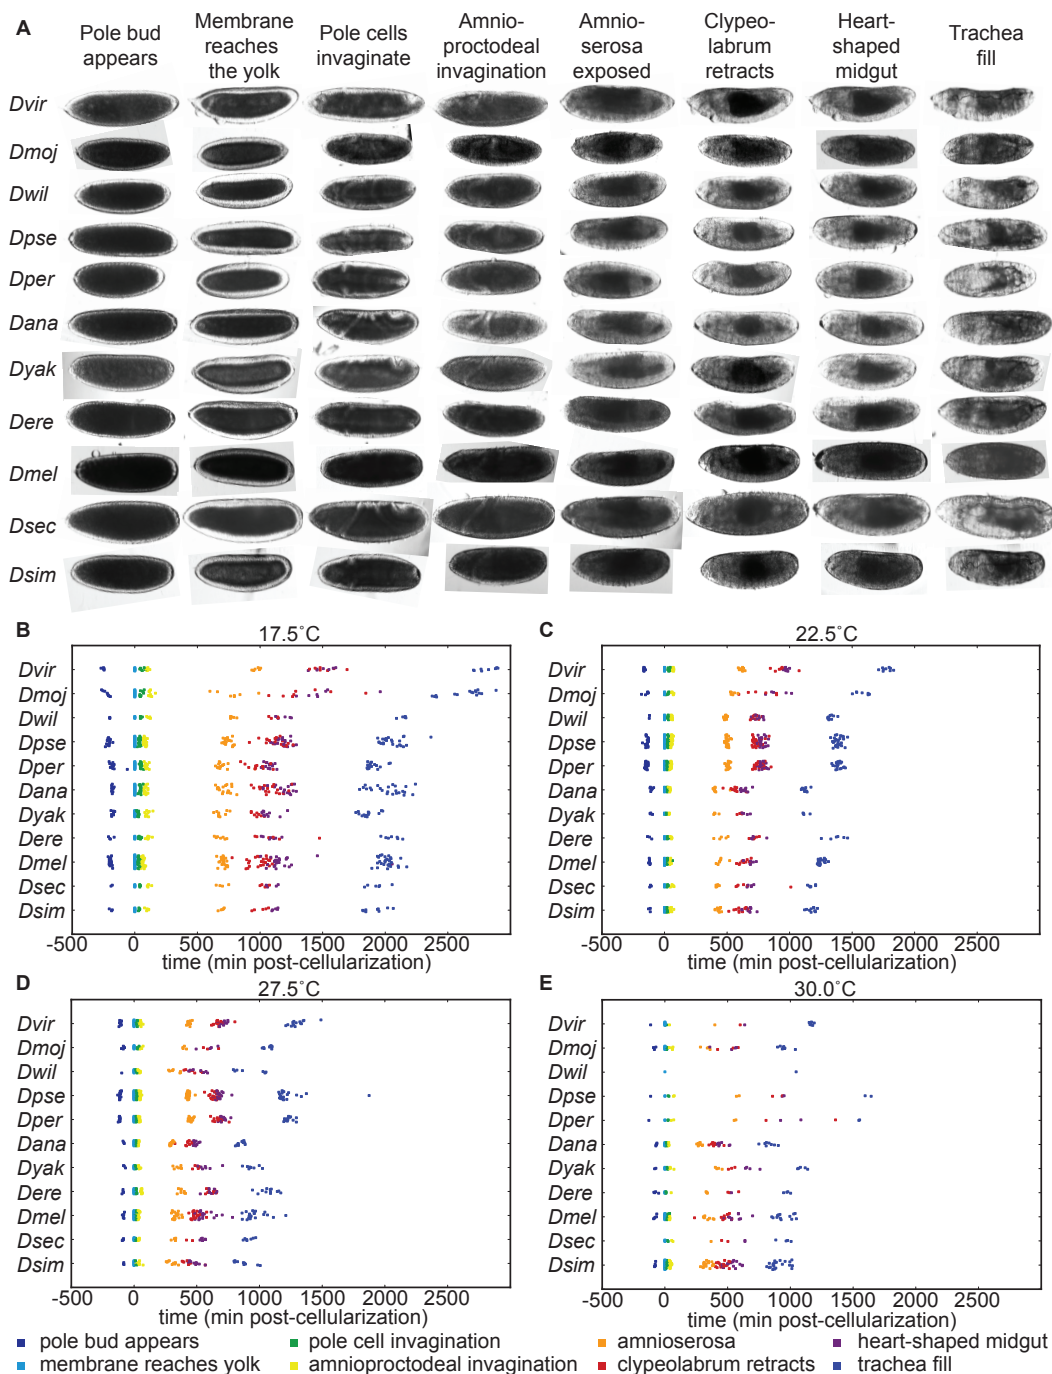 A
Pole bud
appears
Membrane
reaches
the yolk
Pole cells
invaginate
Amnio-
proctodeal
invagination
Amnio-
serosa
exposed
Clypeo-
labrum
retracts
Heart-
shaped
midgut
Trachea
fill
Dvir
Dmoj
Dwil
Dpse
Dper
Dana
Dyak
Dere
Dmel
Dsec
Dsim
B
17.5˚C
Dvir
Dmoj
Dwil
Dpse
Dper
Dana
Dyak
Dere
Dmel
Dsec
Dsim
-500 0 500 1000 1500 2000 2500
time (min post-cellularization)
C
22.5˚C
Dvir
Dmoj
Dwil
Dpse
Dper
Dana
Dyak
Dere
Dmel
Dsec
Dsim
-500 0 500 1000 1500 2000 2500
time (min post-cellularization)
D
27.5˚C
Dvir
Dmoj
Dwil
Dpse
Dper
Dana
Dyak
Dere
Dmel
Dsec
Dsim
-500 0 500 1000 1500 2000 2500
time (min post-cellularization)
E
30.0˚C
Dvir
Dmoj
Dwil
Dpse
Dper
Dana
Dyak
Dere
Dmel
Dsec
Dsim
-500 0 500 1000 1500 2000 2500
time (min post-cellularization)
pole bud appears
membrane reaches yolk
pole cell invagination
amnioproctodeal invagination
amnioserosa
clypeolabrum retracts
heart-shaped midgut
trachea fill